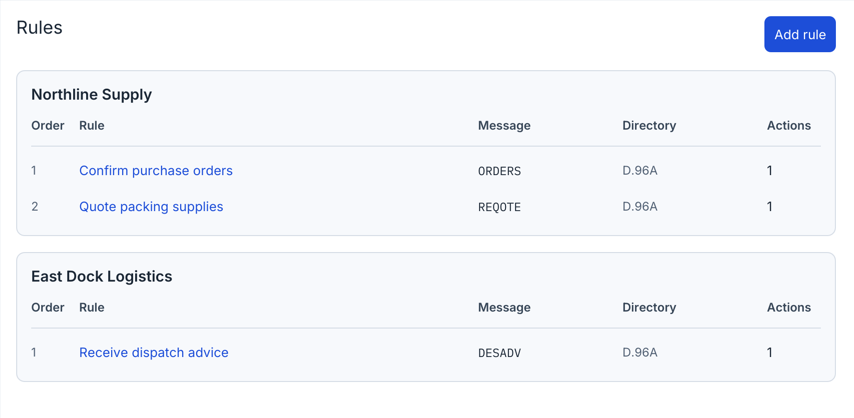 Rules
Add rule
Northline Supply
Order Rule Message Directory Actions
1 Confirm purchase orders ORDERS D.96A 1
2 Quote packing supplies REQOTE D.96A 1
East Dock Logistics
Order Rule Message Directory Actions
1 Receive dispatch advice DESADV D.96A 1